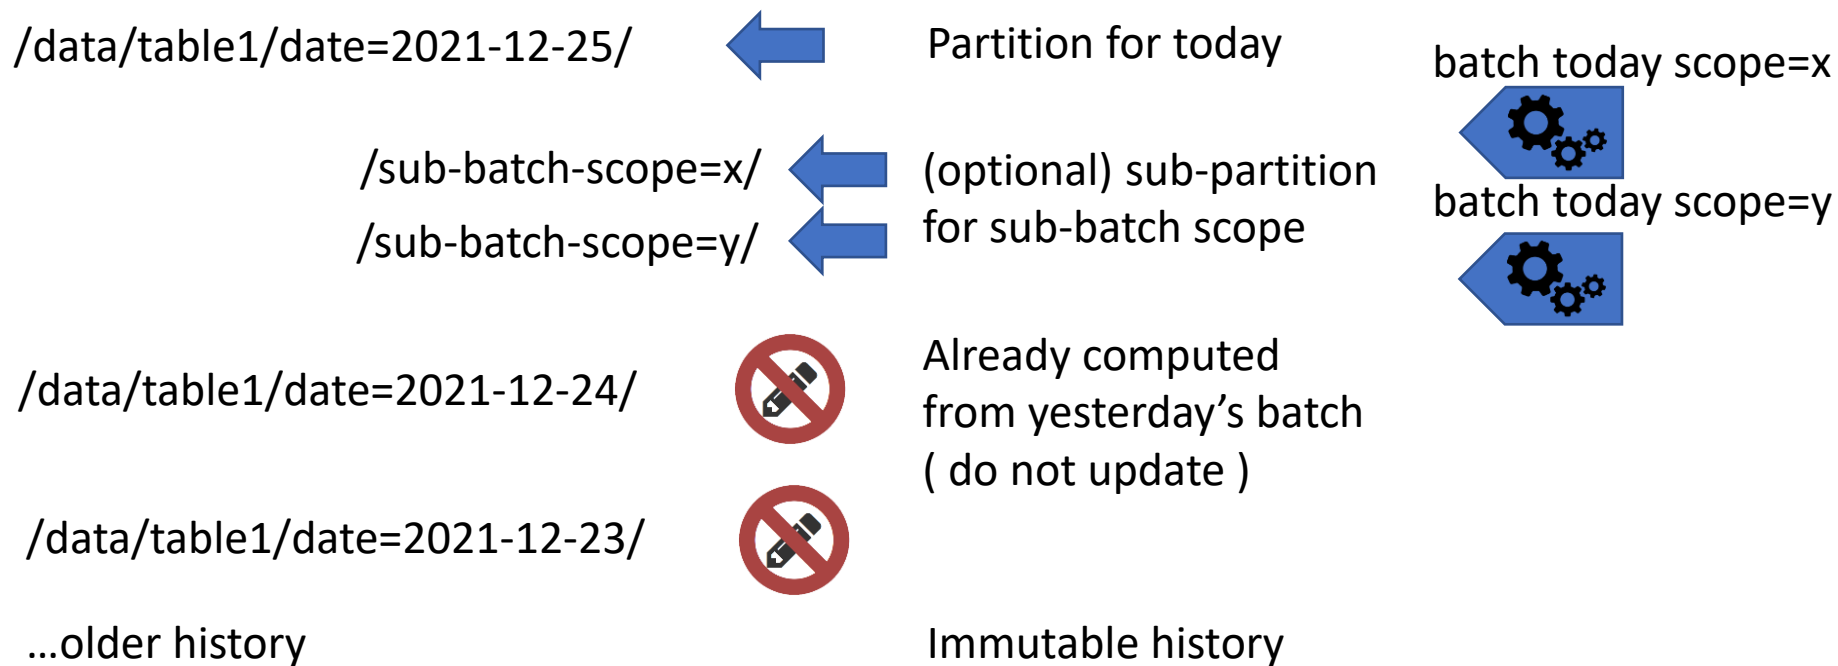 /data/table1/date=2021-12-25/
Partition for today
batch today scope=x
/sub-batch-scope=x/
(optional) sub-partition
for sub-batch scope
/sub-batch-scope=y/
batch today scope=y
/data/table1/date=2021-12-24/
Already computed
from yesterday’s batch
( do not update )
/data/table1/date=2021-12-23/
…older history
Immutable history